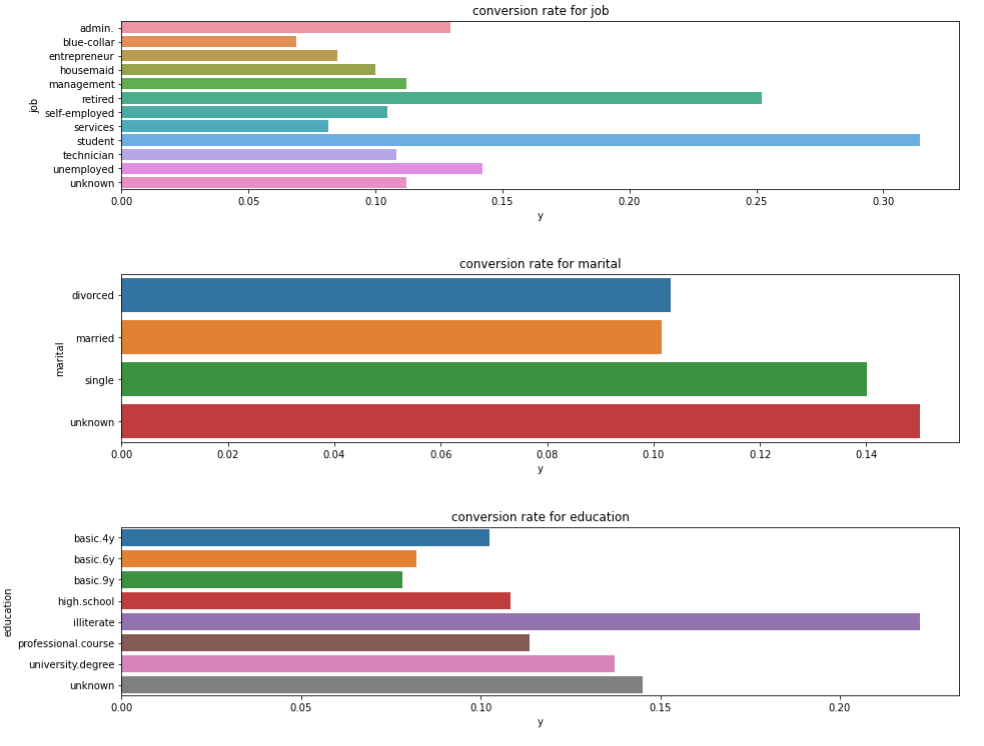 conversion rate for job
job
admin.
blue-collar
entrepreneur
housemaid
management
retired
self-employed
services
student
technician
unemployed
unknown
0.00 0.05 0.10 0.15 0.20 0.25 0.30
y
conversion rate for marital
marital
divorced
married
single
unknown
0.00 0.02 0.04 0.06 0.08 0.10 0.12 0.14
y
conversion rate for education
education
basic.4y
basic.6y
basic.9y
high.school
illiterate
professional.course
university.degree
unknown
0.00 0.05 0.10 0.15 0.20
y